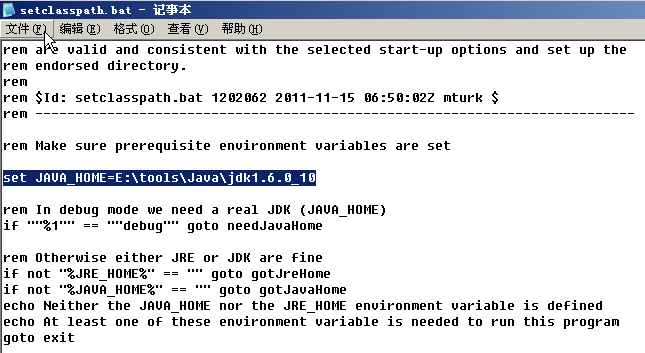 setclasspath.bat - 记事本
文件(F) 编辑(E) 格式(O) 查看(V) 帮助(H)
rem are valid and consistent with the selected start-up options and set up the
rem endorsed directory.
rem
rem $Id: setclasspath.bat 1202062 2011-11-15 06:50:02Z mturk $
rem ---------------------------------------------------------------------------
rem Make sure prerequisite environment variables are set
set JAVA_HOME=E:\tools\Java\jdk1.6.0_10
rem In debug mode we need a real JDK (JAVA_HOME)
if ""%1"" == ""debug"" goto needJavaHome
rem Otherwise either JRE or JDK are fine
if not "%JRE_HOME%" == "" goto gotJreHome
if not "%JAVA_HOME%" == "" goto gotJavaHome
echo Neither the JAVA_HOME nor the JRE_HOME environment variable is defined
echo At least one of these environment variable is needed to run this program
goto exit